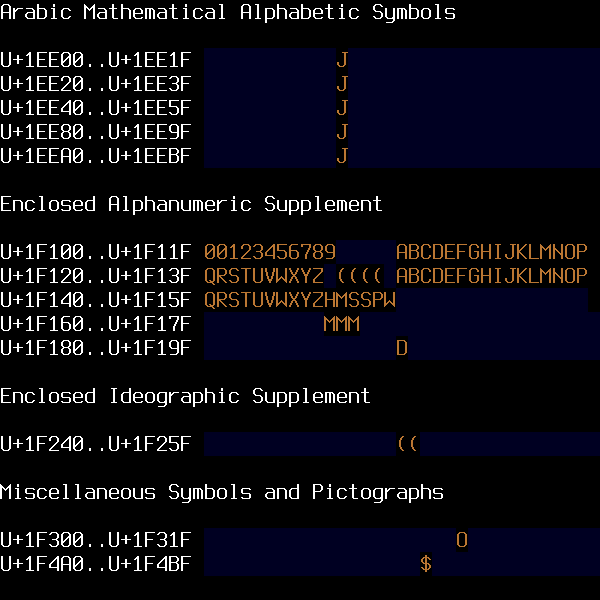 Arabic Mathematical Alphabetic Symbols
U+1EE00..U+1EE1F J
U+1EE20..U+1EE3F J
U+1EE40..U+1EE5F J
U+1EE80..U+1EE9F J
U+1EEA0..U+1EEBF J
Enclosed Alphanumeric Supplement
U+1F100..U+1F11F 00123456789 ABCDEFGHIJKLMNOP
U+1F120..U+1F13F QRSTUVWXYZ (((( ABCDEFGHIJKLMNOP
U+1F140..U+1F15F QRSTUVWXYZHMSSPW
U+1F160..U+1F17F MMM
U+1F180..U+1F19F D
Enclosed Ideographic Supplement
U+1F240..U+1F25F ((
Miscellaneous Symbols and Pictographs
U+1F300..U+1F31F O
U+1F4A0..U+1F4BF $